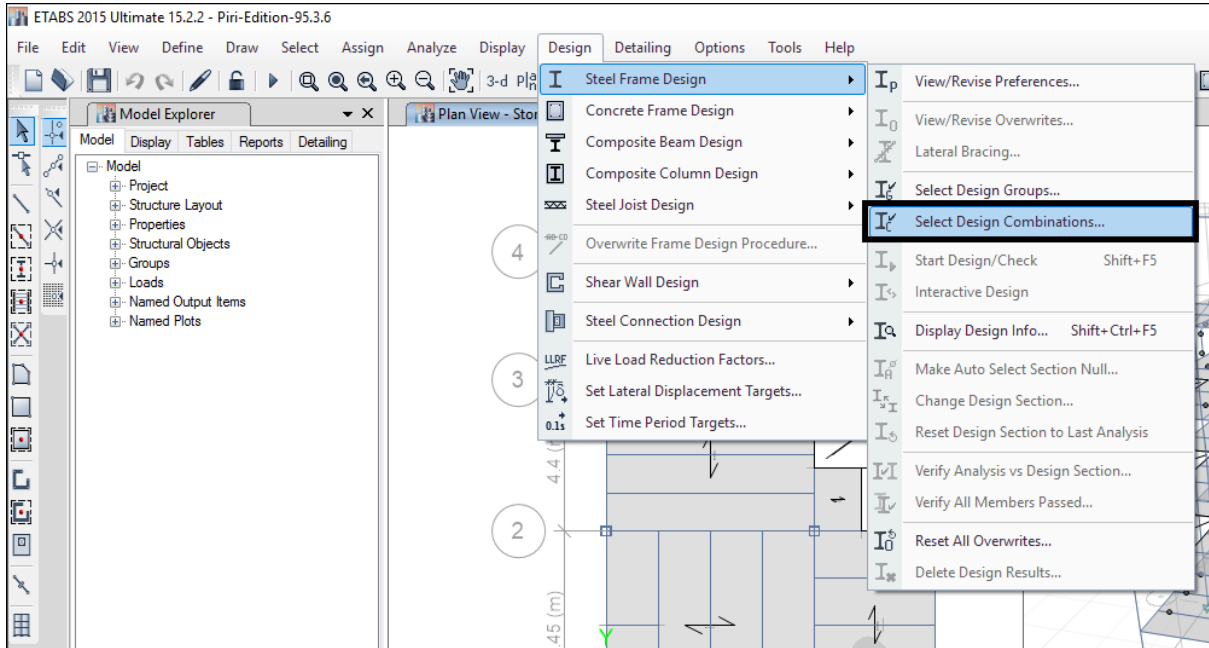 ETABS 2015 Ultimate 15.2.2 - Piri-Edition-95.3.6
File Edit View Define Draw Select Assign Analyze Display Design Detailing Options Tools Help
3-d
Model Explorer
Plan View - Stor
Model Display Tables Reports Detailing
Model
Project
Structure Layout
Properties
Structural Objects
Groups
Loads
Named Output Items
Named Plots
Steel Frame Design
Concrete Frame Design
Composite Beam Design
Composite Column Design
Steel Joist Design
Overwrite Frame Design Procedure...
Shear Wall Design
Steel Connection Design
LLRF Live Load Reduction Factors...
Set Lateral Displacement Targets...
0.1s Set Time Period Targets...
View/Revise Preferences...
View/Revise Overwrites...
Lateral Bracing...
Select Design Groups...
Select Design Combinations...
Start Design/Check Shift+F5
Interactive Design
Display Design Info... Shift+Ctrl+F5
Make Auto Select Section Null...
Change Design Section...
Reset Design Section to Last Analysis
Verify Analysis vs Design Section...
Verify All Members Passed...
Reset All Overwrites...
Delete Design Results...
4
3
4.4
2
.45 (m)
Y